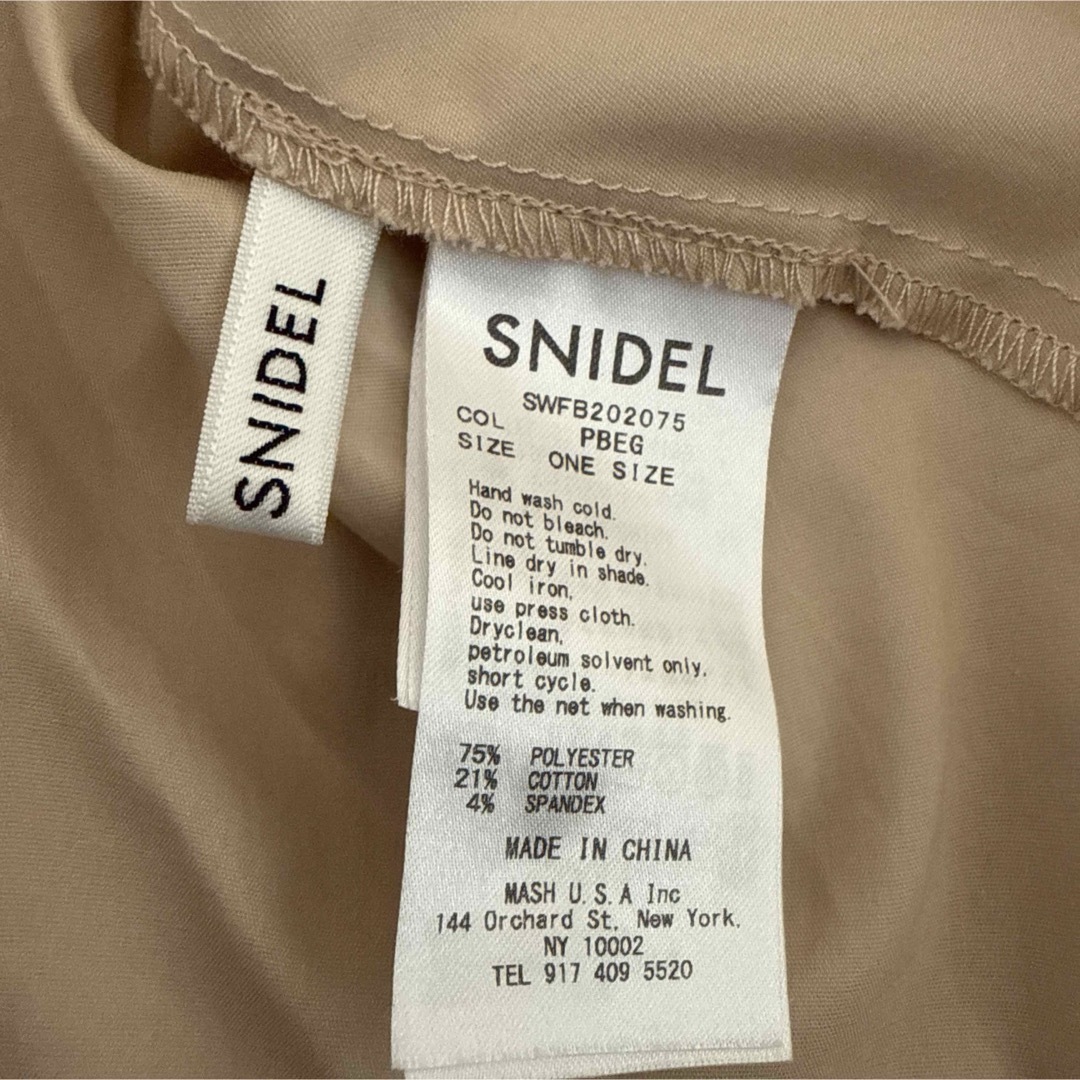 SNIDEL
SNIDEL
SWFB202075
COL PBEG
SIZE ONE SIZE
Hand wash cold.
Do not bleach.
Do not tumble dry.
Line dry in shade.
Cool iron,
use press cloth.
Dryclean,
petroleum solvent only,
short cycle.
Use the net when washing.
75% POLYESTER
21% COTTON
4% SPANDEX
MADE IN CHINA
MASH U.S.A Inc
144 Orchard St, New York,
NY 10002
TEL 917 409 5520